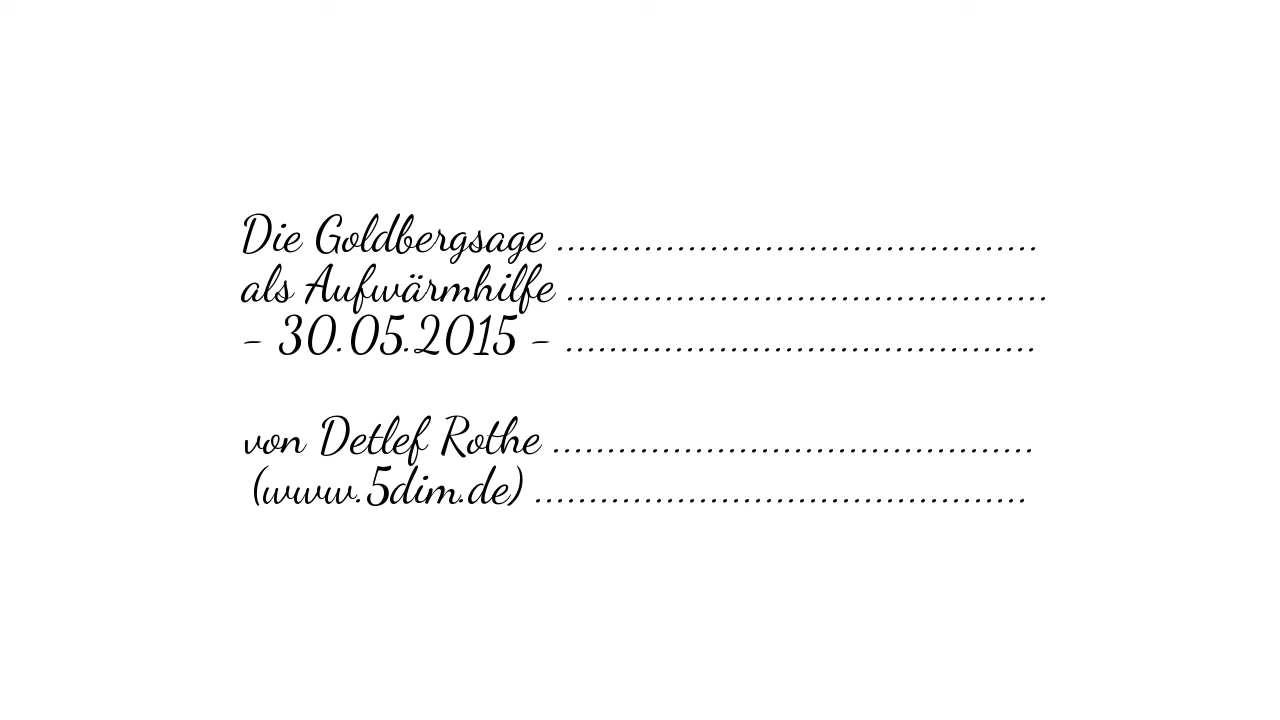 Die Goldbergsage ............................................
als Aufwärmhilfe ............................................
- 30.05.2015 - ...........................................
von Detlef Rothe ............................................
(www.5dim.de) .............................................